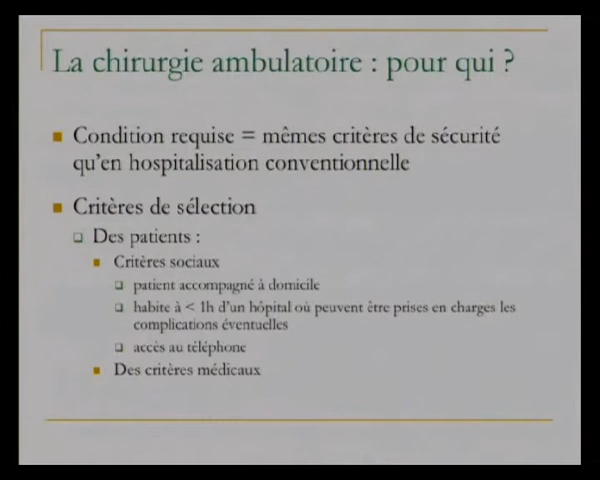 La chirurgie ambulatoire : pour qui ?
Condition requise = mêmes critères de sécurité
qu'en hospitalisation conventionnelle
Critères de sélection
Des patients :
Critères sociaux
patient accompagné à domicile
habite à < 1h d'un hôpital où peuvent être prises en charges les
complications éventuelles
accès au téléphone
Des critères médicaux